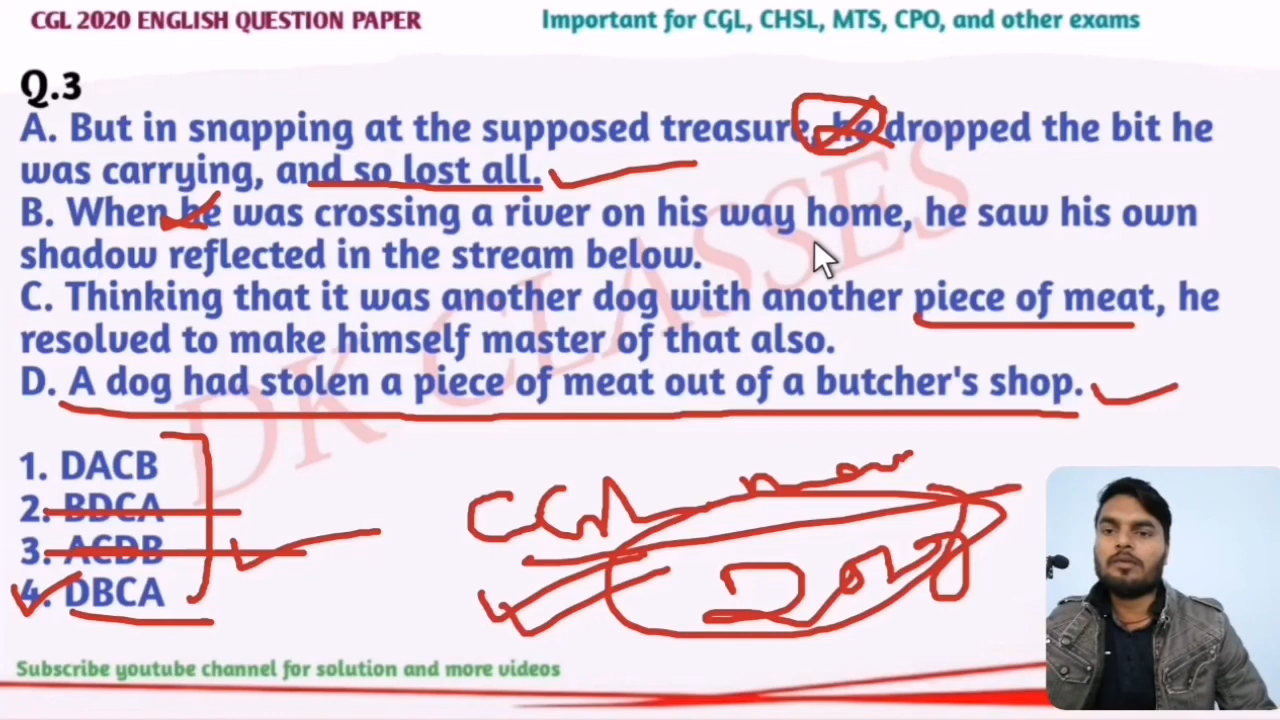 CGL 2020 ENGLISH QUESTION PAPER
Important for CGL, CHSL, MTS, CPO, and other exams
Q.3
A. But in snapping at the supposed treasure, he dropped the bit he
was carrying, and so lost all.
B. When he was crossing a river on his way home, he saw his own
shadow reflected in the stream below.
C. Thinking that it was another dog with another piece of meat, he
resolved to make himself master of that also.
D. A dog had stolen a piece of meat out of a butcher's shop.
DK CLASSES
1. DACB
2. BDCA
3. ACDB
4. DBCA
Subscribe youtube channel for solution and more videos